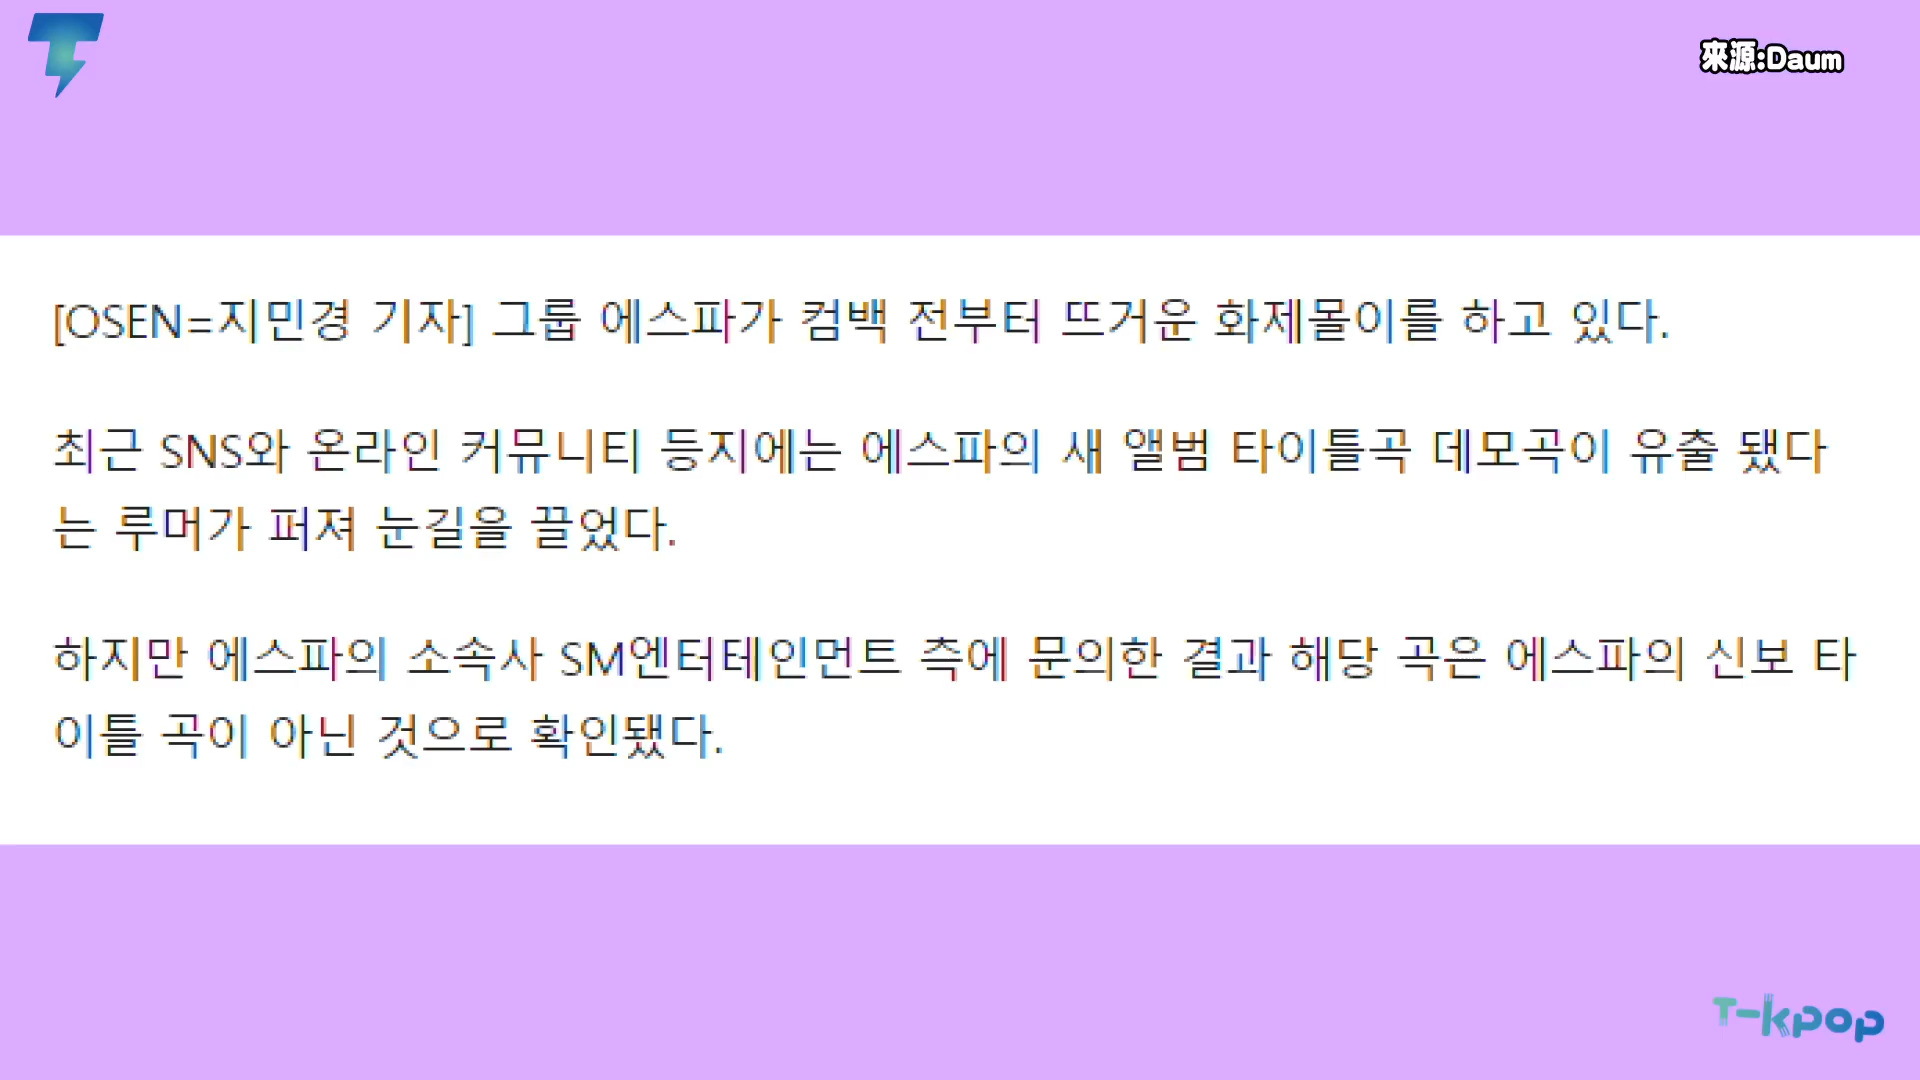 來源:Daum
[OSEN=지민경 기자] 그룹 에스파가 컴백 전부터 뜨거운 화제몰이를 하고 있다.
최근 SNS와 온라인 커뮤니티 등지에는 에스파의 새 앨범 타이틀곡 데모곡이 유출 됐다
는 루머가 퍼져 눈길을 끌었다.
하지만 에스파의 소속사 SM엔터테인먼트 측에 문의한 결과 해당 곡은 에스파의 신보 타
이틀 곡이 아닌 것으로 확인됐다.
T-kpop